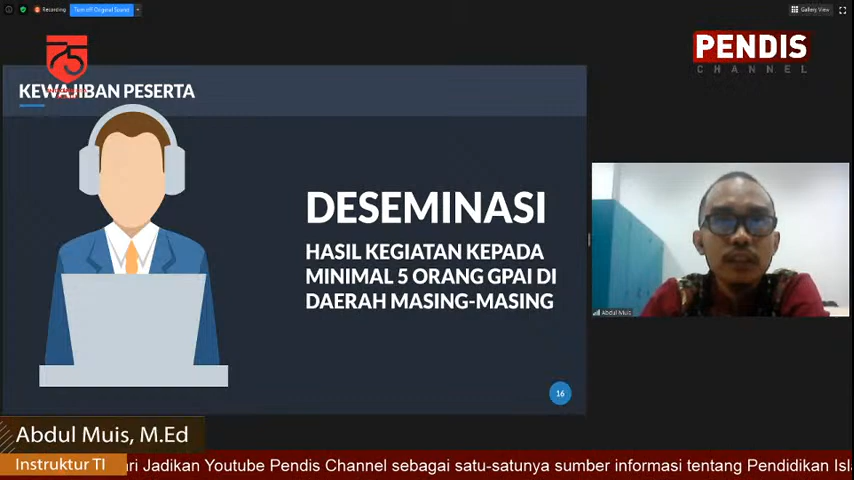 Recording
Turn off Original Sound
Gallery View
75
PENDIS
CHANNEL
KEWAJIBAN PESERTA
DESEMINASI
HASIL KEGIATAN KEPADA
MINIMAL 5 ORANG GPAI DI
DAERAH MASING-MASING
16
Abdul Muis
Abdul Muis, M.Ed
Instruktur TI
ri Jadikan Youtube Pendis Channel sebagai satu-satunya sumber informasi tentang Pendidikan Isl